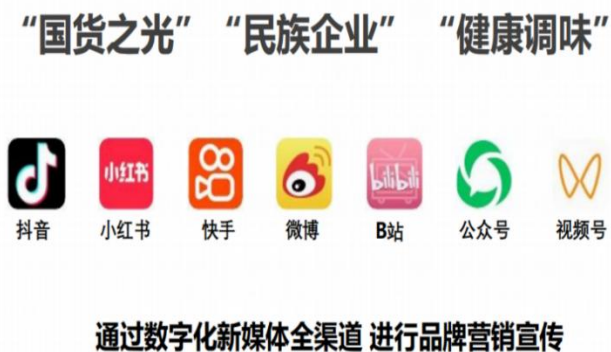 “国货之光” “民族企业” “健康调味”
小红书
bilibili
抖音 小红书 快手 微博 B站 公众号 视频号
通过数字化新媒体全渠道 进行品牌营销宣传